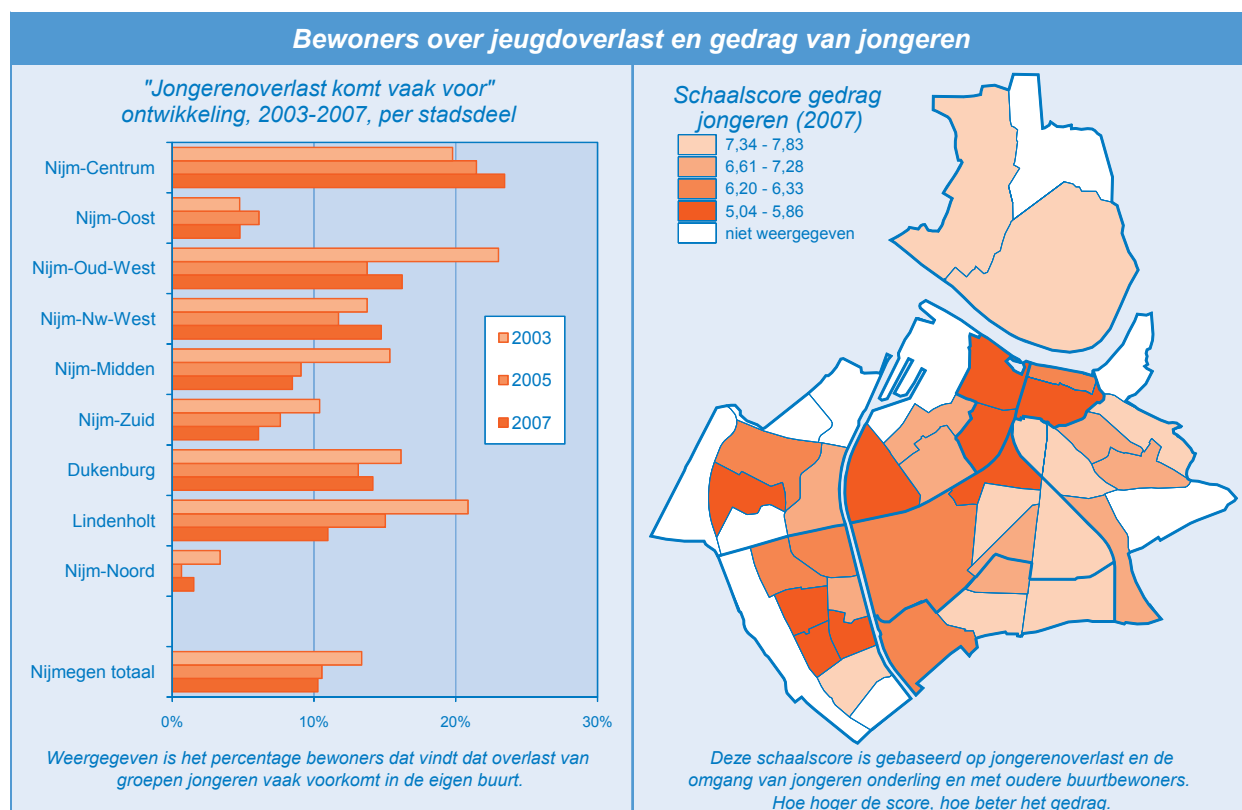 Bewoners over jeugdoverlast en gedrag van jongeren
"Jongerenoverlast komt vaak voor"
ontwikkeling, 2003-2007, per stadsdeel
Nijm-Centrum
Nijm-Oost
Nijm-Oud-West
Nijm-Nw-West
Nijm-Midden
Nijm-Zuid
Dukenburg
Lindenholt
Nijm-Noord
Nijmegen totaal
2003
2005
2007
0% 10% 20% 30%
Weergegeven is het percentage bewoners dat vindt dat overlast van
groepen jongeren vaak voorkomt in de eigen buurt.
Schaalscore gedrag
jongeren (2007)
7,34 - 7,83
6,61 - 7,28
6,20 - 6,33
5,04 - 5,86
niet weergegeven
Deze schaalscore is gebaseerd op jongerenoverlast en de
omgang van jongeren onderling en met oudere buurtbewoners.
Hoe hoger de score, hoe beter het gedrag.